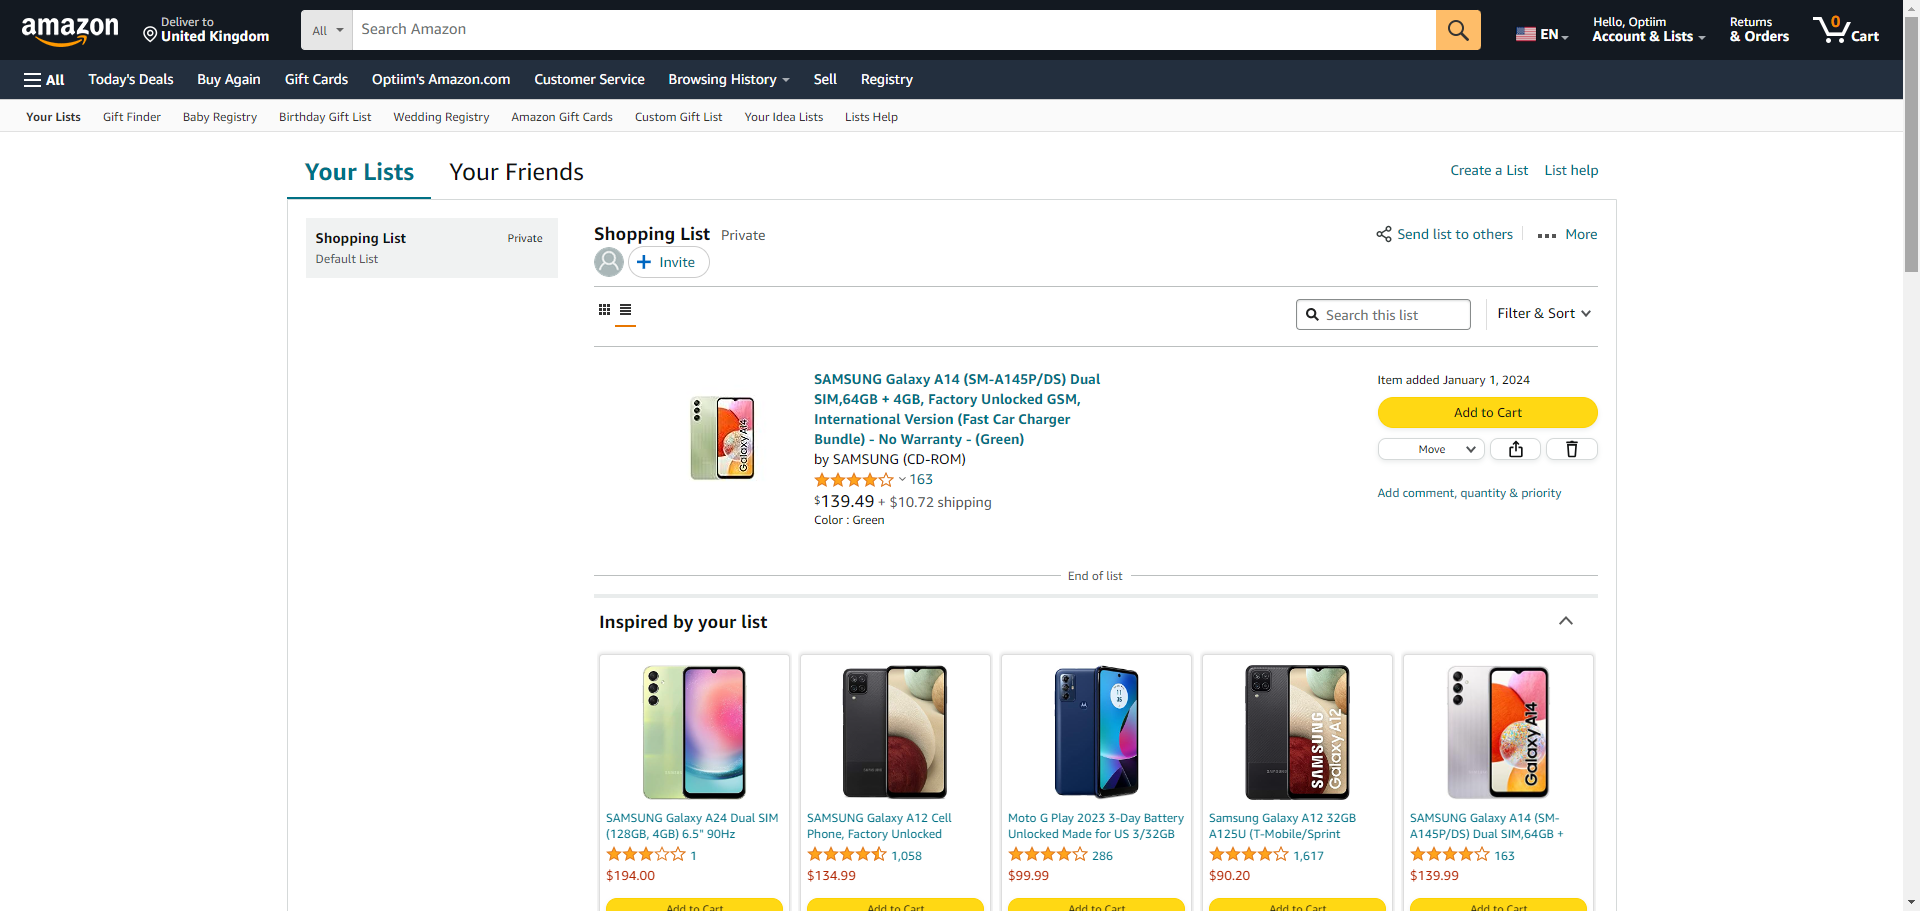 amazon
Deliver to
United Kingdom
All
Search Amazon
EN
Hello, Optiim
Account & Lists
Returns
& Orders
0
Cart
All
Today's Deals
Buy Again
Gift Cards
Optiim's Amazon.com
Customer Service
Browsing History
Sell
Registry
Your Lists
Gift Finder
Baby Registry
Birthday Gift List
Wedding Registry
Amazon Gift Cards
Custom Gift List
Your Idea Lists
Lists Help
Your Lists
Your Friends
Create a List
List help
Shopping List
Private
Default List
Shopping List
Private
Send list to others
More
Invite
Search this list
Filter & Sort
Galaxy A14
SAMSUNG Galaxy A14 (SM-A145P/DS) Dual
SIM,64GB + 4GB, Factory Unlocked GSM,
International Version (Fast Car Charger
Bundle) - No Warranty - (Green)
by SAMSUNG (CD-ROM)
163
$139.49 + $10.72 shipping
Color : Green
Item added January 1, 2024
Add to Cart
Move
Add comment, quantity & priority
End of list
Inspired by your list
SAMSUNG
Galaxy A12
Galaxy A14
SAMSUNG Galaxy A24 Dual SIM
(128GB, 4GB) 6.5" 90Hz
1
$194.00
Add to Cart
SAMSUNG Galaxy A12 Cell
Phone, Factory Unlocked
1,058
$134.99
Add to Cart
Moto G Play 2023 3-Day Battery
Unlocked Made for US 3/32GB
286
$99.99
Add to Cart
Samsung Galaxy A12 32GB
A125U (T-Mobile/Sprint
1,617
$90.20
Add to Cart
SAMSUNG Galaxy A14 (SM-
A145P/DS) Dual SIM,64GB +
163
$139.99
Add to Cart